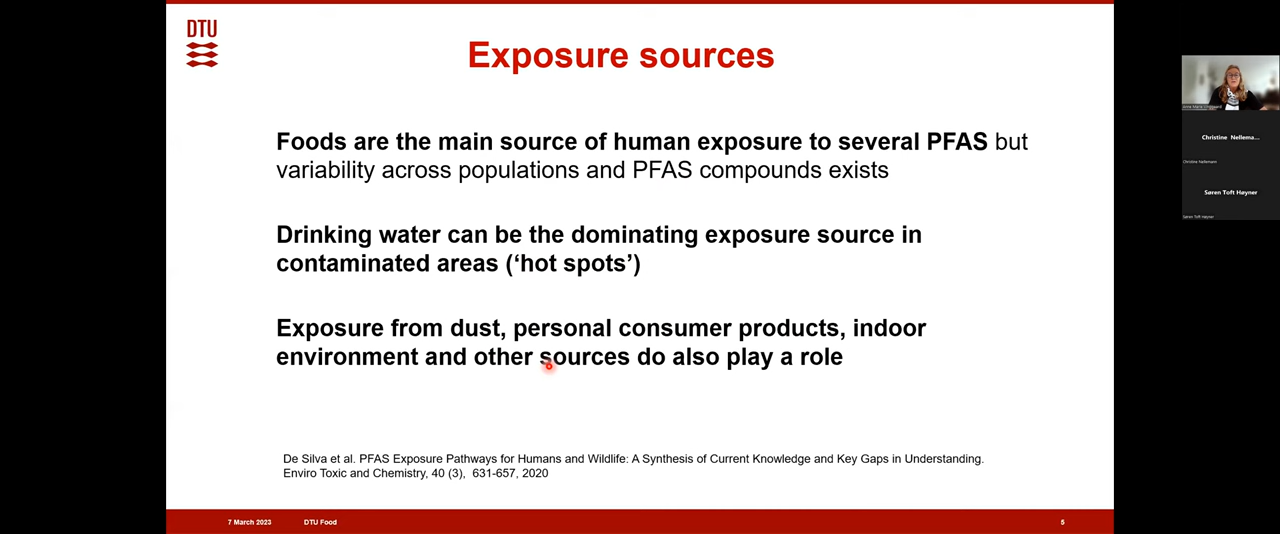 DTU
Exposure sources
Foods are the main source of human exposure to several PFAS but
variability across populations and PFAS compounds exists
Drinking water can be the dominating exposure source in
contaminated areas (‘hot spots’)
Exposure from dust, personal consumer products, indoor
environment and other sources do also play a role
De Silva et al. PFAS Exposure Pathways for Humans and Wildlife: A Synthesis of Current Knowledge and Key Gaps in Understanding.
Enviro Toxic and Chemistry, 40 (3), 631-657, 2020
7 March 2023 DTU Food 5
Christine Nellema...
Christine Nellemann
Søren Toft Høyner
Søren Toft Høyner